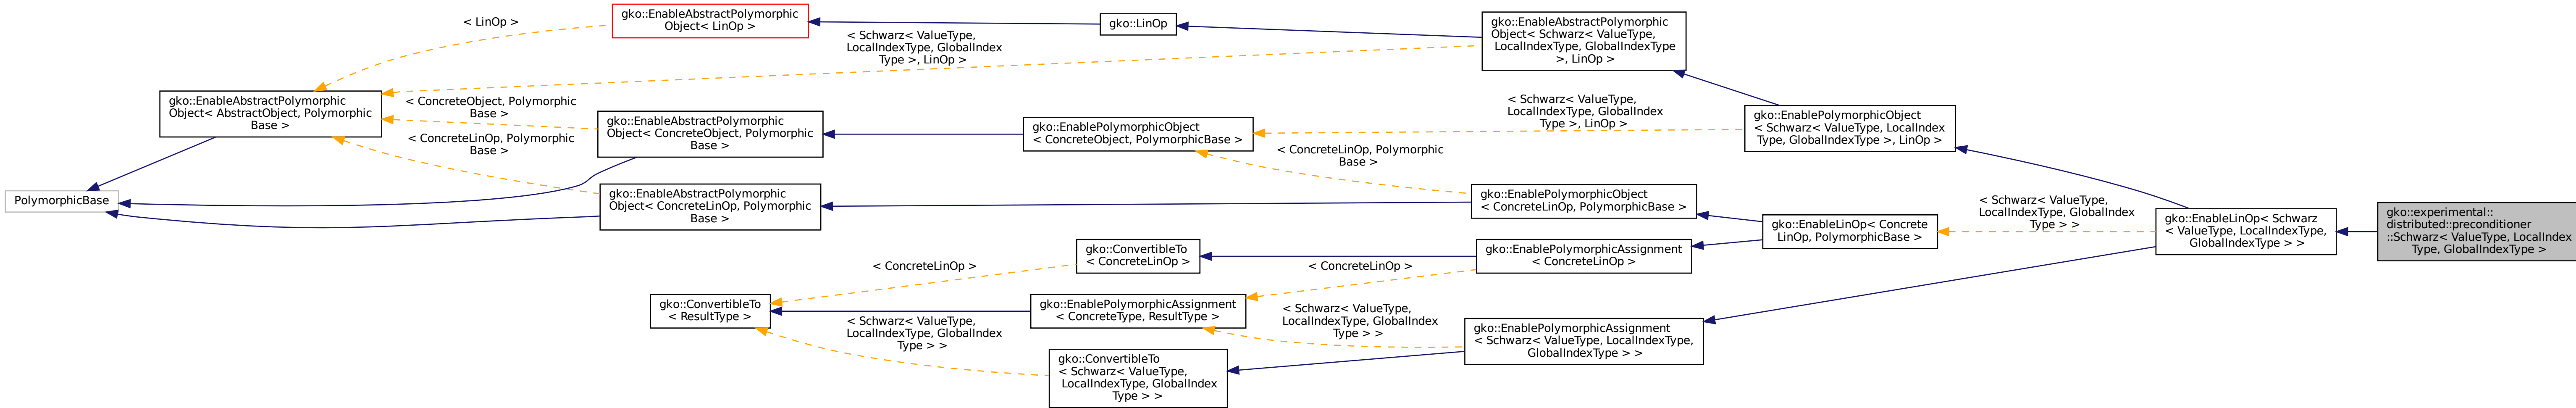 PolymorphicBase
gko::EnableAbstractPolymorphic
Object< AbstractObject, Polymorphic
Base >
< LinOp >
< Schwarz< ValueType,
LocalIndexType, GlobalIndex
Type >, LinOp >
< ConcreteObject, Polymorphic
Base >
< ConcreteLinOp, Polymorphic
Base >
gko::EnableAbstractPolymorphic
Object< LinOp >
gko::EnableAbstractPolymorphic
Object< ConcreteObject, Polymorphic
Base >
gko::EnableAbstractPolymorphic
Object< ConcreteLinOp, Polymorphic
Base >
gko::ConvertibleTo
< ResultType >
< ConcreteLinOp >
< Schwarz< ValueType,
LocalIndexType, GlobalIndex
Type > >
gko::LinOp
gko::EnablePolymorphicObject
< ConcreteObject, PolymorphicBase >
gko::ConvertibleTo
< ConcreteLinOp >
gko::EnablePolymorphicAssignment
< ConcreteType, ResultType >
gko::ConvertibleTo
< Schwarz< ValueType,
LocalIndexType, GlobalIndex
Type > >
< Schwarz< ValueType,
LocalIndexType, GlobalIndex
Type >, LinOp >
< ConcreteLinOp, Polymorphic
Base >
< ConcreteLinOp >
< Schwarz< ValueType,
LocalIndexType, GlobalIndex
Type > >
gko::EnableAbstractPolymorphic
Object< Schwarz< ValueType,
LocalIndexType, GlobalIndexType
>, LinOp >
gko::EnablePolymorphicObject
< ConcreteLinOp, PolymorphicBase >
gko::EnablePolymorphicAssignment
< ConcreteLinOp >
gko::EnablePolymorphicAssignment
< Schwarz< ValueType, LocalIndexType,
GlobalIndexType > >
gko::EnablePolymorphicObject
< Schwarz< ValueType, LocalIndex
Type, GlobalIndexType >, LinOp >
gko::EnableLinOp< Concrete
LinOp, PolymorphicBase >
< Schwarz< ValueType,
LocalIndexType, GlobalIndex
Type > >
gko::EnableLinOp< Schwarz
< ValueType, LocalIndexType,
GlobalIndexType > >
gko::experimental::
distributed::preconditioner
::Schwarz< ValueType, LocalIndex
Type, GlobalIndexType >